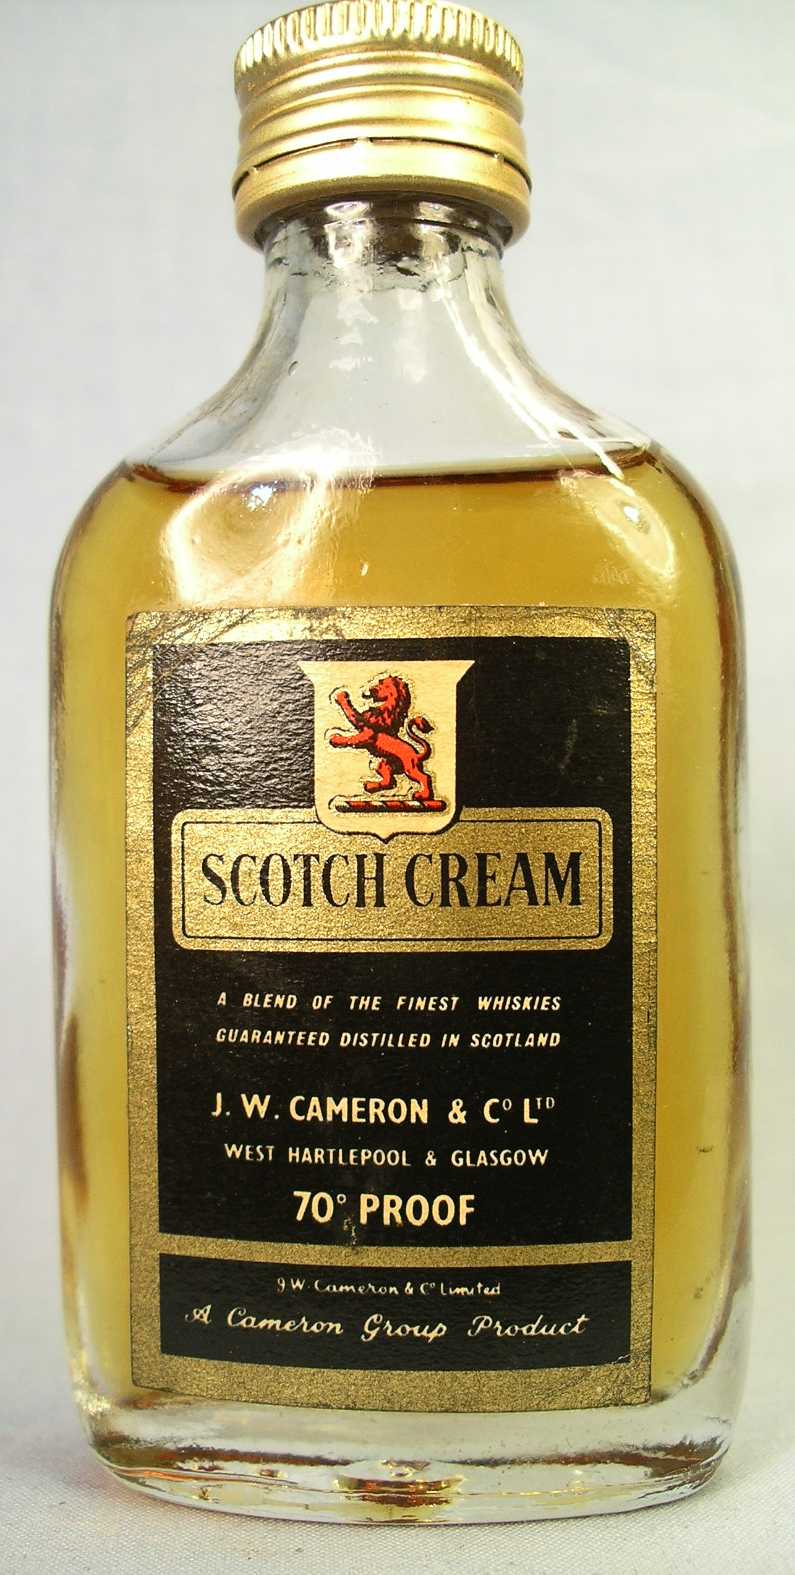 SCOTCH CREAM
A BLEND OF THE FINEST WHISKIES
GUARANTEED DISTILLED IN SCOTLAND
J. W. CAMERON & Cº Lᵀᴰ
WEST HARTLEPOOL & GLASGOW
70° PROOF
J.W. Cameron & Cº Limited
A Cameron Group Product